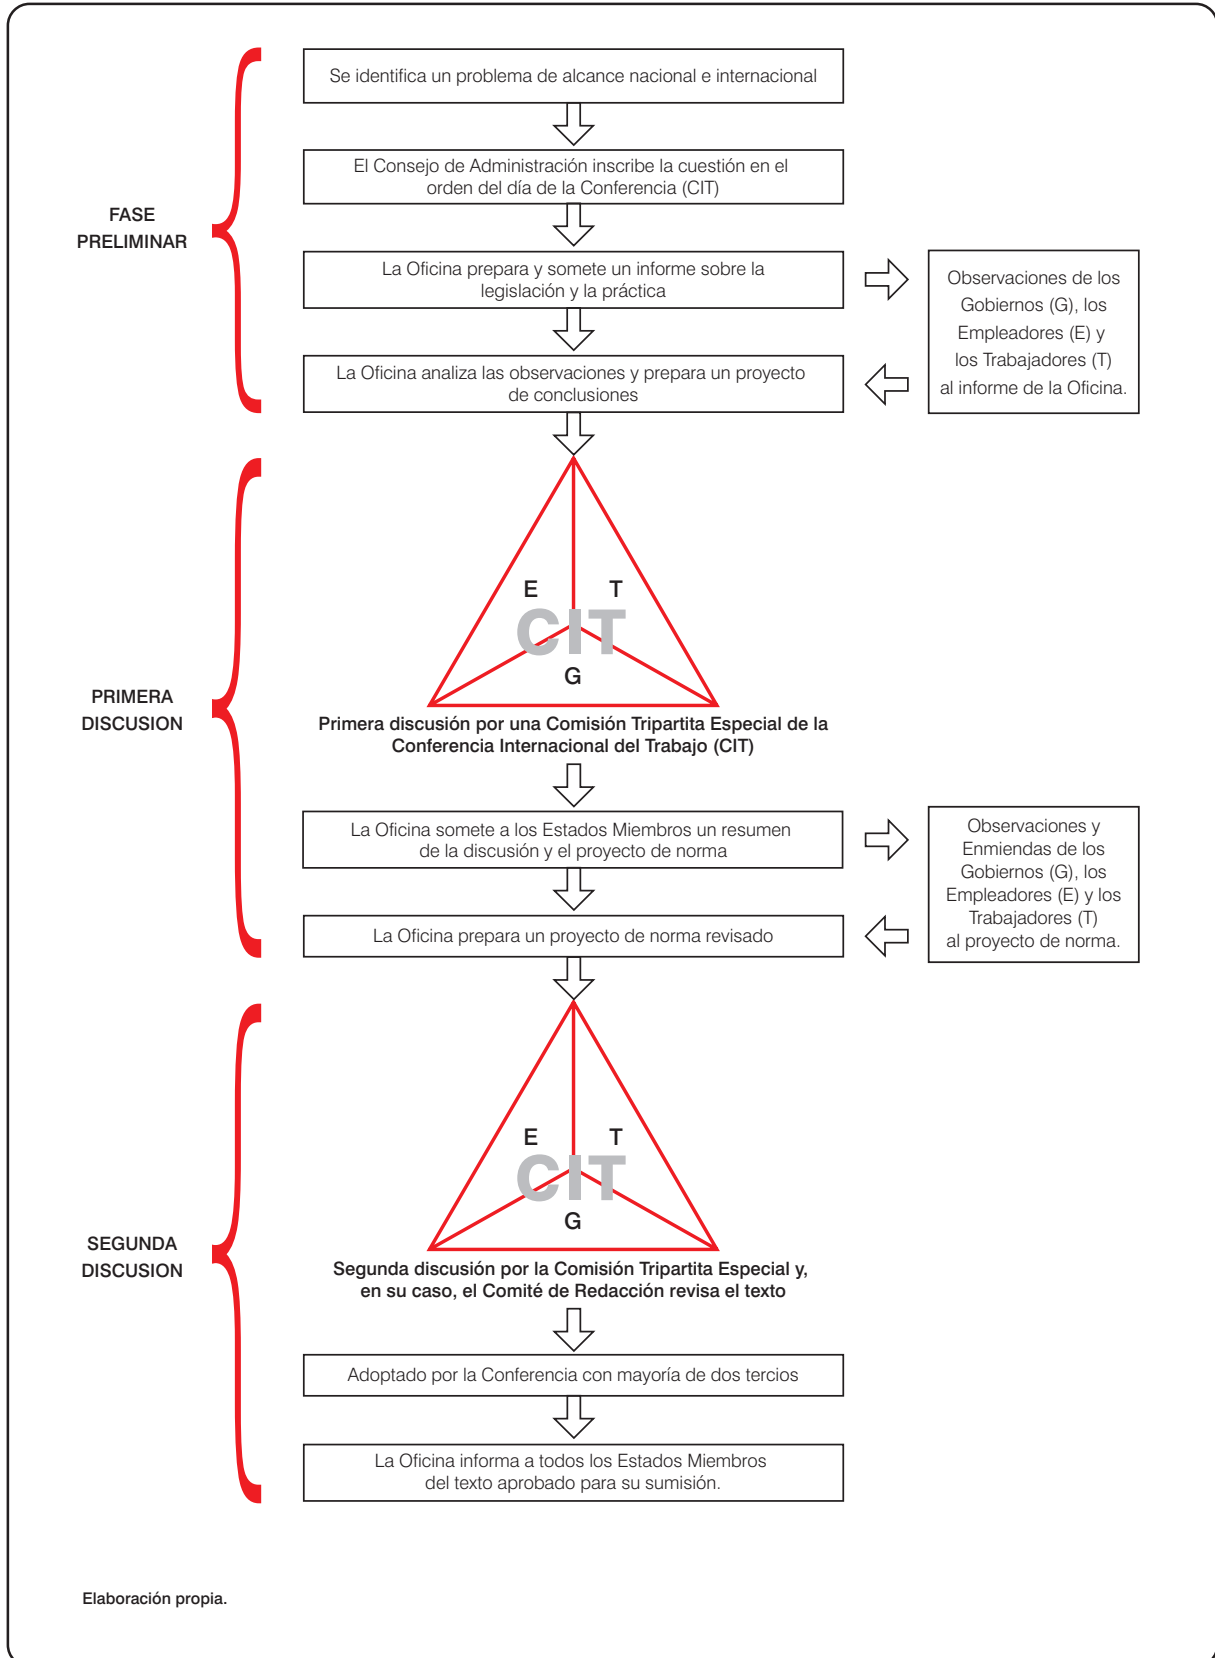 Se identifica un problema de alcance nacional e internacional
El Consejo de Administración inscribe la cuestión en el
orden del día de la Conferencia (CIT)
FASE
PRELIMINAR
La Oficina prepara y somete un informe sobre la
legislación y la práctica
Observaciones de los
Gobiernos (G), los
Empleadores (E) y
los Trabajadores (T)
al informe de la Oficina.
La Oficina analiza las observaciones y prepara un proyecto
de conclusiones
E T
CIT
G
PRIMERA
DISCUSION
Primera discusión por una Comisión Tripartita Especial de la
Conferencia Internacional del Trabajo (CIT)
La Oficina somete a los Estados Miembros un resumen
de la discusión y el proyecto de norma
Observaciones y
Enmiendas de los
Gobiernos (G), los
Empleadores (E) y los
Trabajadores (T)
al proyecto de norma.
La Oficina prepara un proyecto de norma revisado
E T
CIT
G
SEGUNDA
DISCUSION
Segunda discusión por la Comisión Tripartita Especial y,
en su caso, el Comité de Redacción revisa el texto
Adoptado por la Conferencia con mayoría de dos tercios
La Oficina informa a todos los Estados Miembros
del texto aprobado para su sumisión.
Elaboración propia.